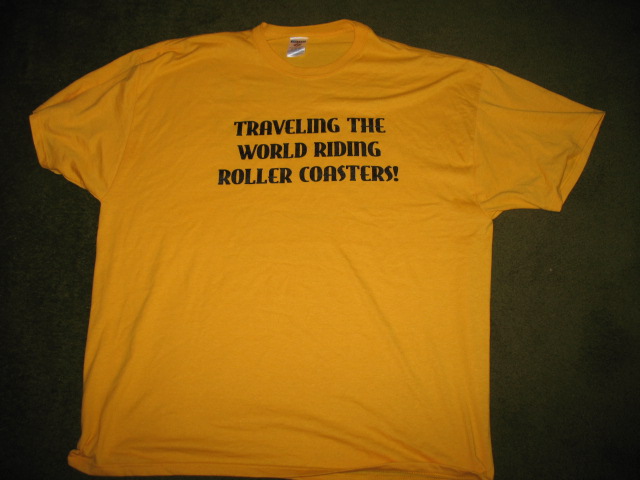 TRAVELING THE
WORLD RIDING
ROLLER COASTERS!